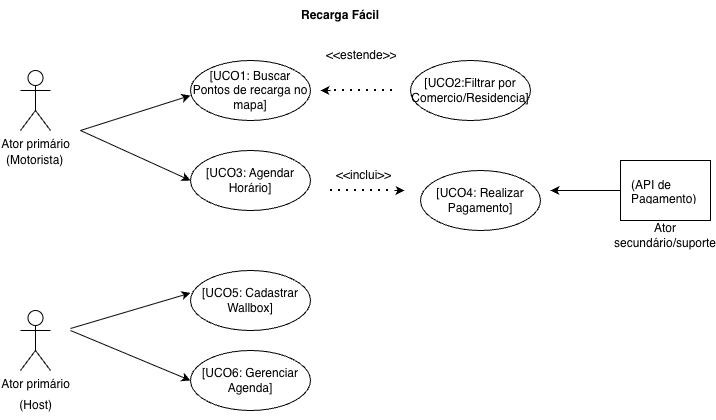 Recarga Fácil
<<estende>>
[UCO1: Buscar
Pontos de recarga no
mapa]
[UCO2:Filtrar por
Comercio/Residencia]
Ator primário
(Motorista)
[UCO3: Agendar
Horário]
<<inclui>>
[UCO4: Realizar
Pagamento]
(API de
Pagamento)
Ator
secundário/suporte
[UCO5: Cadastrar
Wallbox]
Ator primário
(Host)
[UCO6: Gerenciar
Agenda]